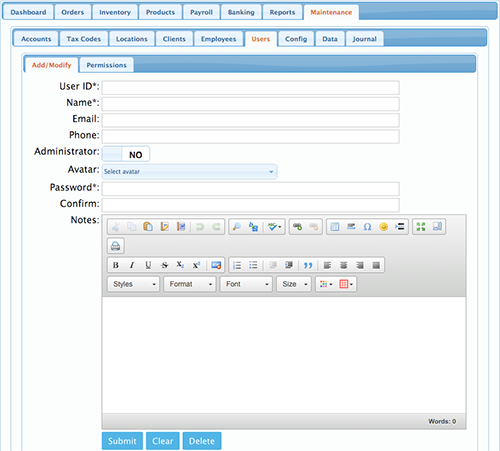 Dashboard Orders Inventory Products Payroll Banking Reports Maintenance
Accounts Tax Codes Locations Clients Employees Users Config Data Journal
Add/Modify Permissions
User ID*:
Name*:
Email:
Phone:
Administrator: NO
Avatar: Select avatar
Password*:
Confirm:
Notes:
B I U S X₂ X²
Styles Format Font Size
Words: 0
Submit Clear Delete